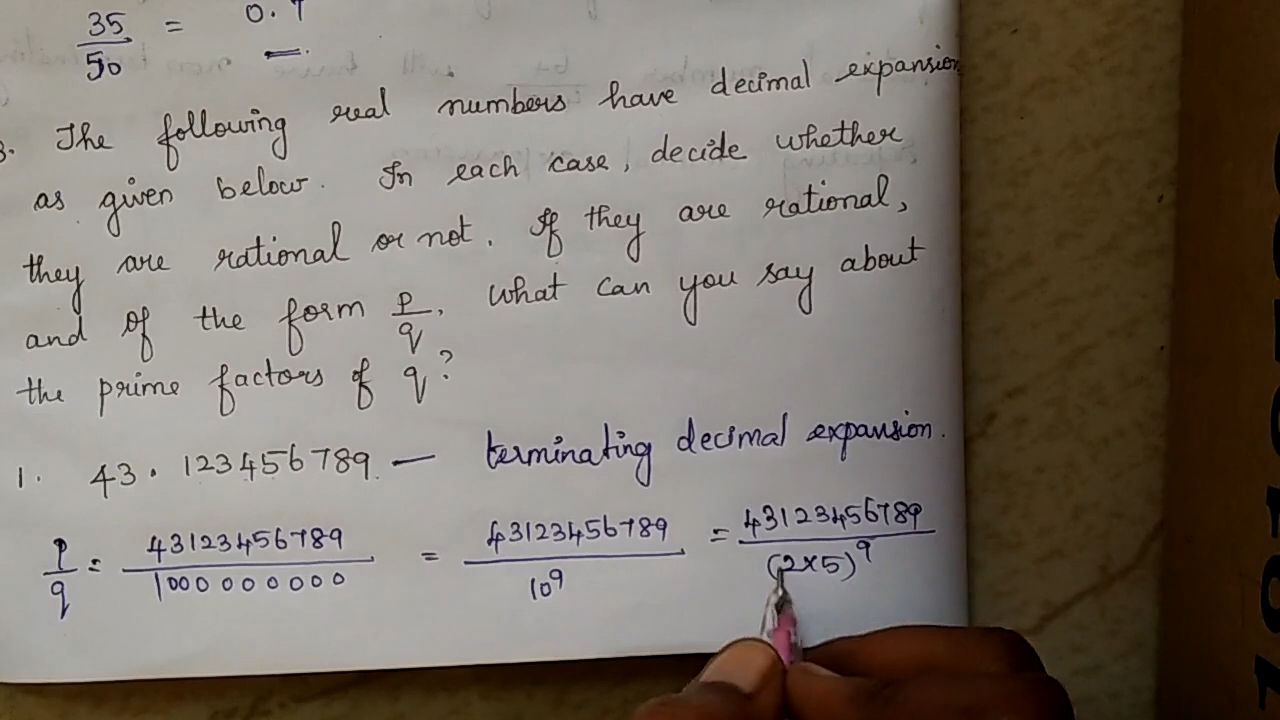 35/50 = 0.7
3. The following real numbers have decimal expansion
as given below. In each case, decide whether
they are rational or not. If they are rational,
and of the form p/q. What can you say about
the prime factors of q?
1. 43.123456789 — terminating decimal expansion.
p/q = 43123456789/1000000000 = 43123456789/10⁹ = 43123456789/(2×5)⁹